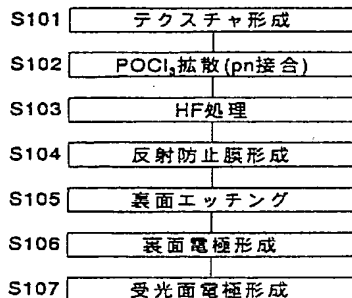 S101 テクスチャ形成
S102 POCl₃拡散(pn接合)
S103 HF処理
S104 反射防止膜形成
S105 裏面エッチング
S106 裏面電極形成
S107 受光面電極形成